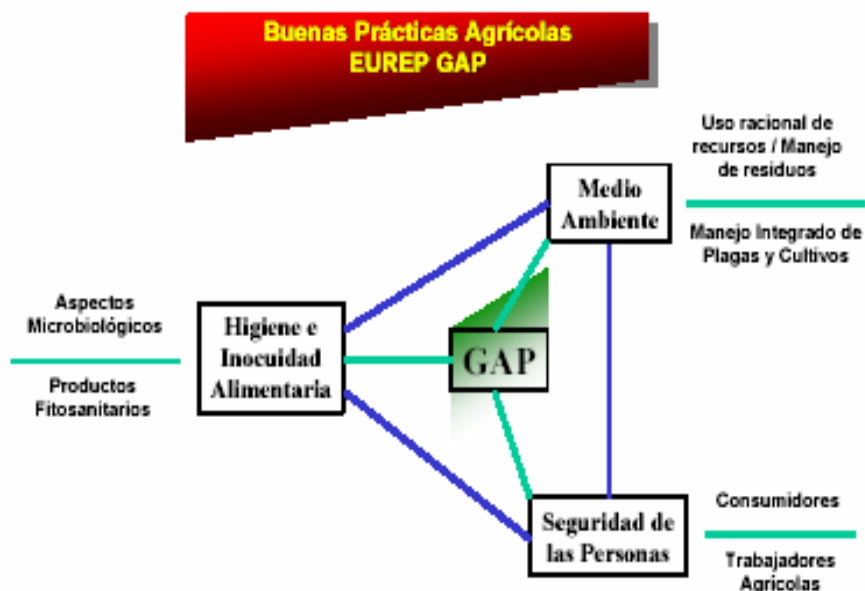 Buenas Prácticas Agrícolas
EUREP GAP
Uso racional de
recursos / Manejo
de residuos
Medio
Ambiente
Manejo Integrado de
Plagas y Cultivos
Aspectos
Microbiológicos
Higiene e
Inocuidad
Alimentaria
GAP
Productos
Fitosanitarios
Consumidores
Seguridad de
las Personas
Trabajadores
Agrícolas